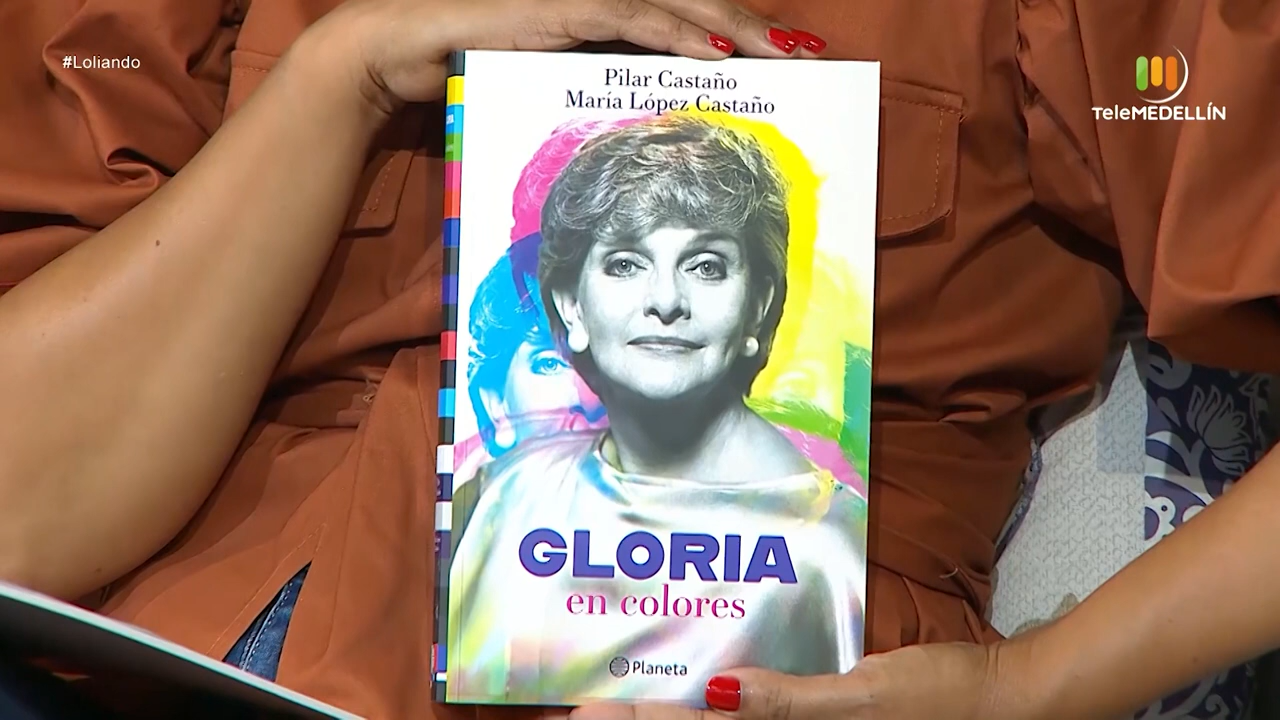 #Loliando
TeleMEDELLÍN
Pilar Castaño
María López Castaño
GLORIA
en colores
Planeta